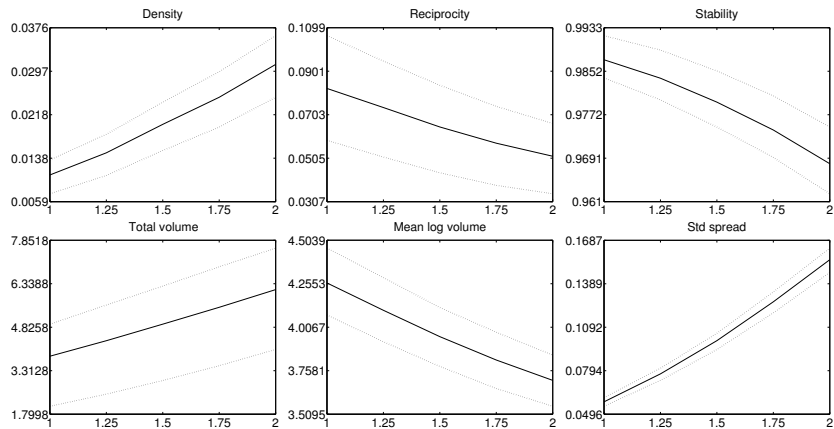 Density
0.0376
0.0297
0.0218
0.0138
0.0059
1 1.25 1.5 1.75 2
Reciprocity
0.1099
0.0901
0.0703
0.0505
0.0307
1 1.25 1.5 1.75 2
Stability
0.9933
0.9852
0.9772
0.9691
0.961
1 1.25 1.5 1.75 2
Total volume
7.8518
6.3388
4.8258
3.3128
1.7998
1 1.25 1.5 1.75 2
Mean log volume
4.5039
4.2553
4.0067
3.7581
3.5095
1 1.25 1.5 1.75 2
Std spread
0.1687
0.1389
0.1092
0.0794
0.0496
1 1.25 1.5 1.75 2